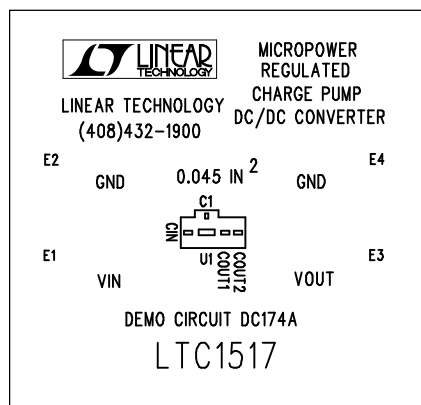 LINEAR
TECHNOLOGY
MICROPOWER
REGULATED
CHARGE PUMP
DC/DC CONVERTER
LINEAR TECHNOLOGY
(408)432-1900
E2
GND
0.045 IN 2
GND
E4
C1
CIN
U1
COUT1
COUT2
E1
VIN
VOUT
E3
DEMO CIRCUIT DC174A
LTC1517